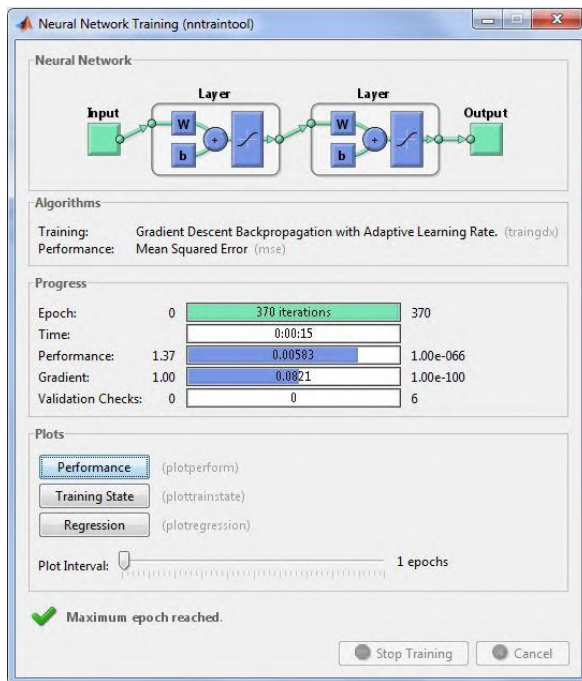 Neural Network Training (nntraintool)
Neural Network
Layer
Layer
Input
Output
W
b
+
W
b
+
Algorithms
Training: Gradient Descent Backpropagation with Adaptive Learning Rate. (traingdx)
Performance: Mean Squared Error (mse)
Progress
Epoch: 0 370 iterations 370
Time: 0:00:15
Performance: 1.37 0.00583 1.00e-066
Gradient: 1.00 0.0821 1.00e-100
Validation Checks: 0 0 6
Plots
Performance (plotperform)
Training State (plottrainstate)
Regression (plotregression)
Plot Interval: 1 epochs
Maximum epoch reached.
Stop Training Cancel